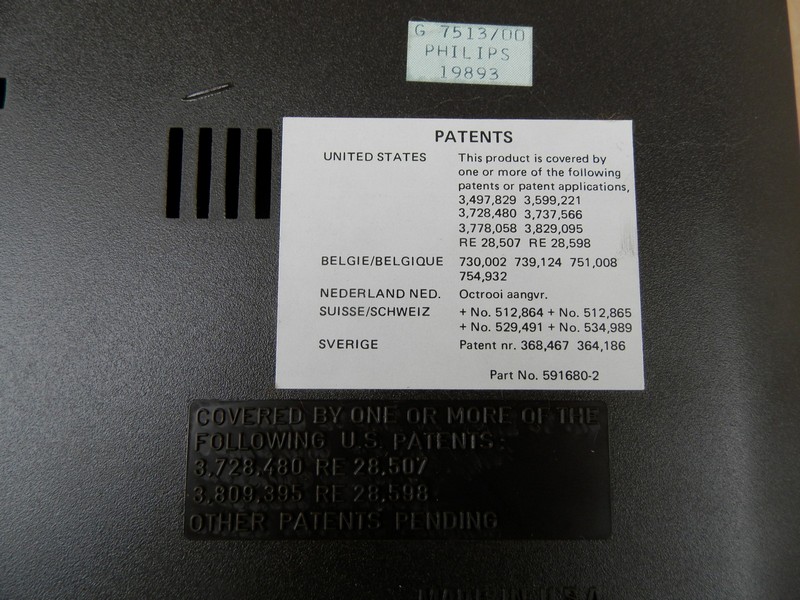 G 7513/00
PHILIPS
19893
PATENTS
UNITED STATES This product is covered by
one or more of the following
patents or patent applications,
3,497,829 3,599,221
3,728,480 3,737,566
3,778,058 3,829,095
RE 28,507 RE 28,598
BELGIE/BELGIQUE 730,002 739,124 751,008
754,932
NEDERLAND NED. Octrooi aangvr.
SUISSE/SCHWEIZ + No. 512,864 + No. 512,865
+ No. 529,491 + No. 534,989
SVERIGE Patent nr. 368,467 364,186
Part No. 591680-2
COVERED BY ONE OR MORE OF THE
FOLLOWING U.S. PATENTS:
3,728,480 RE 28,507
3,809,395 RE 28,598
OTHER PATENTS PENDING